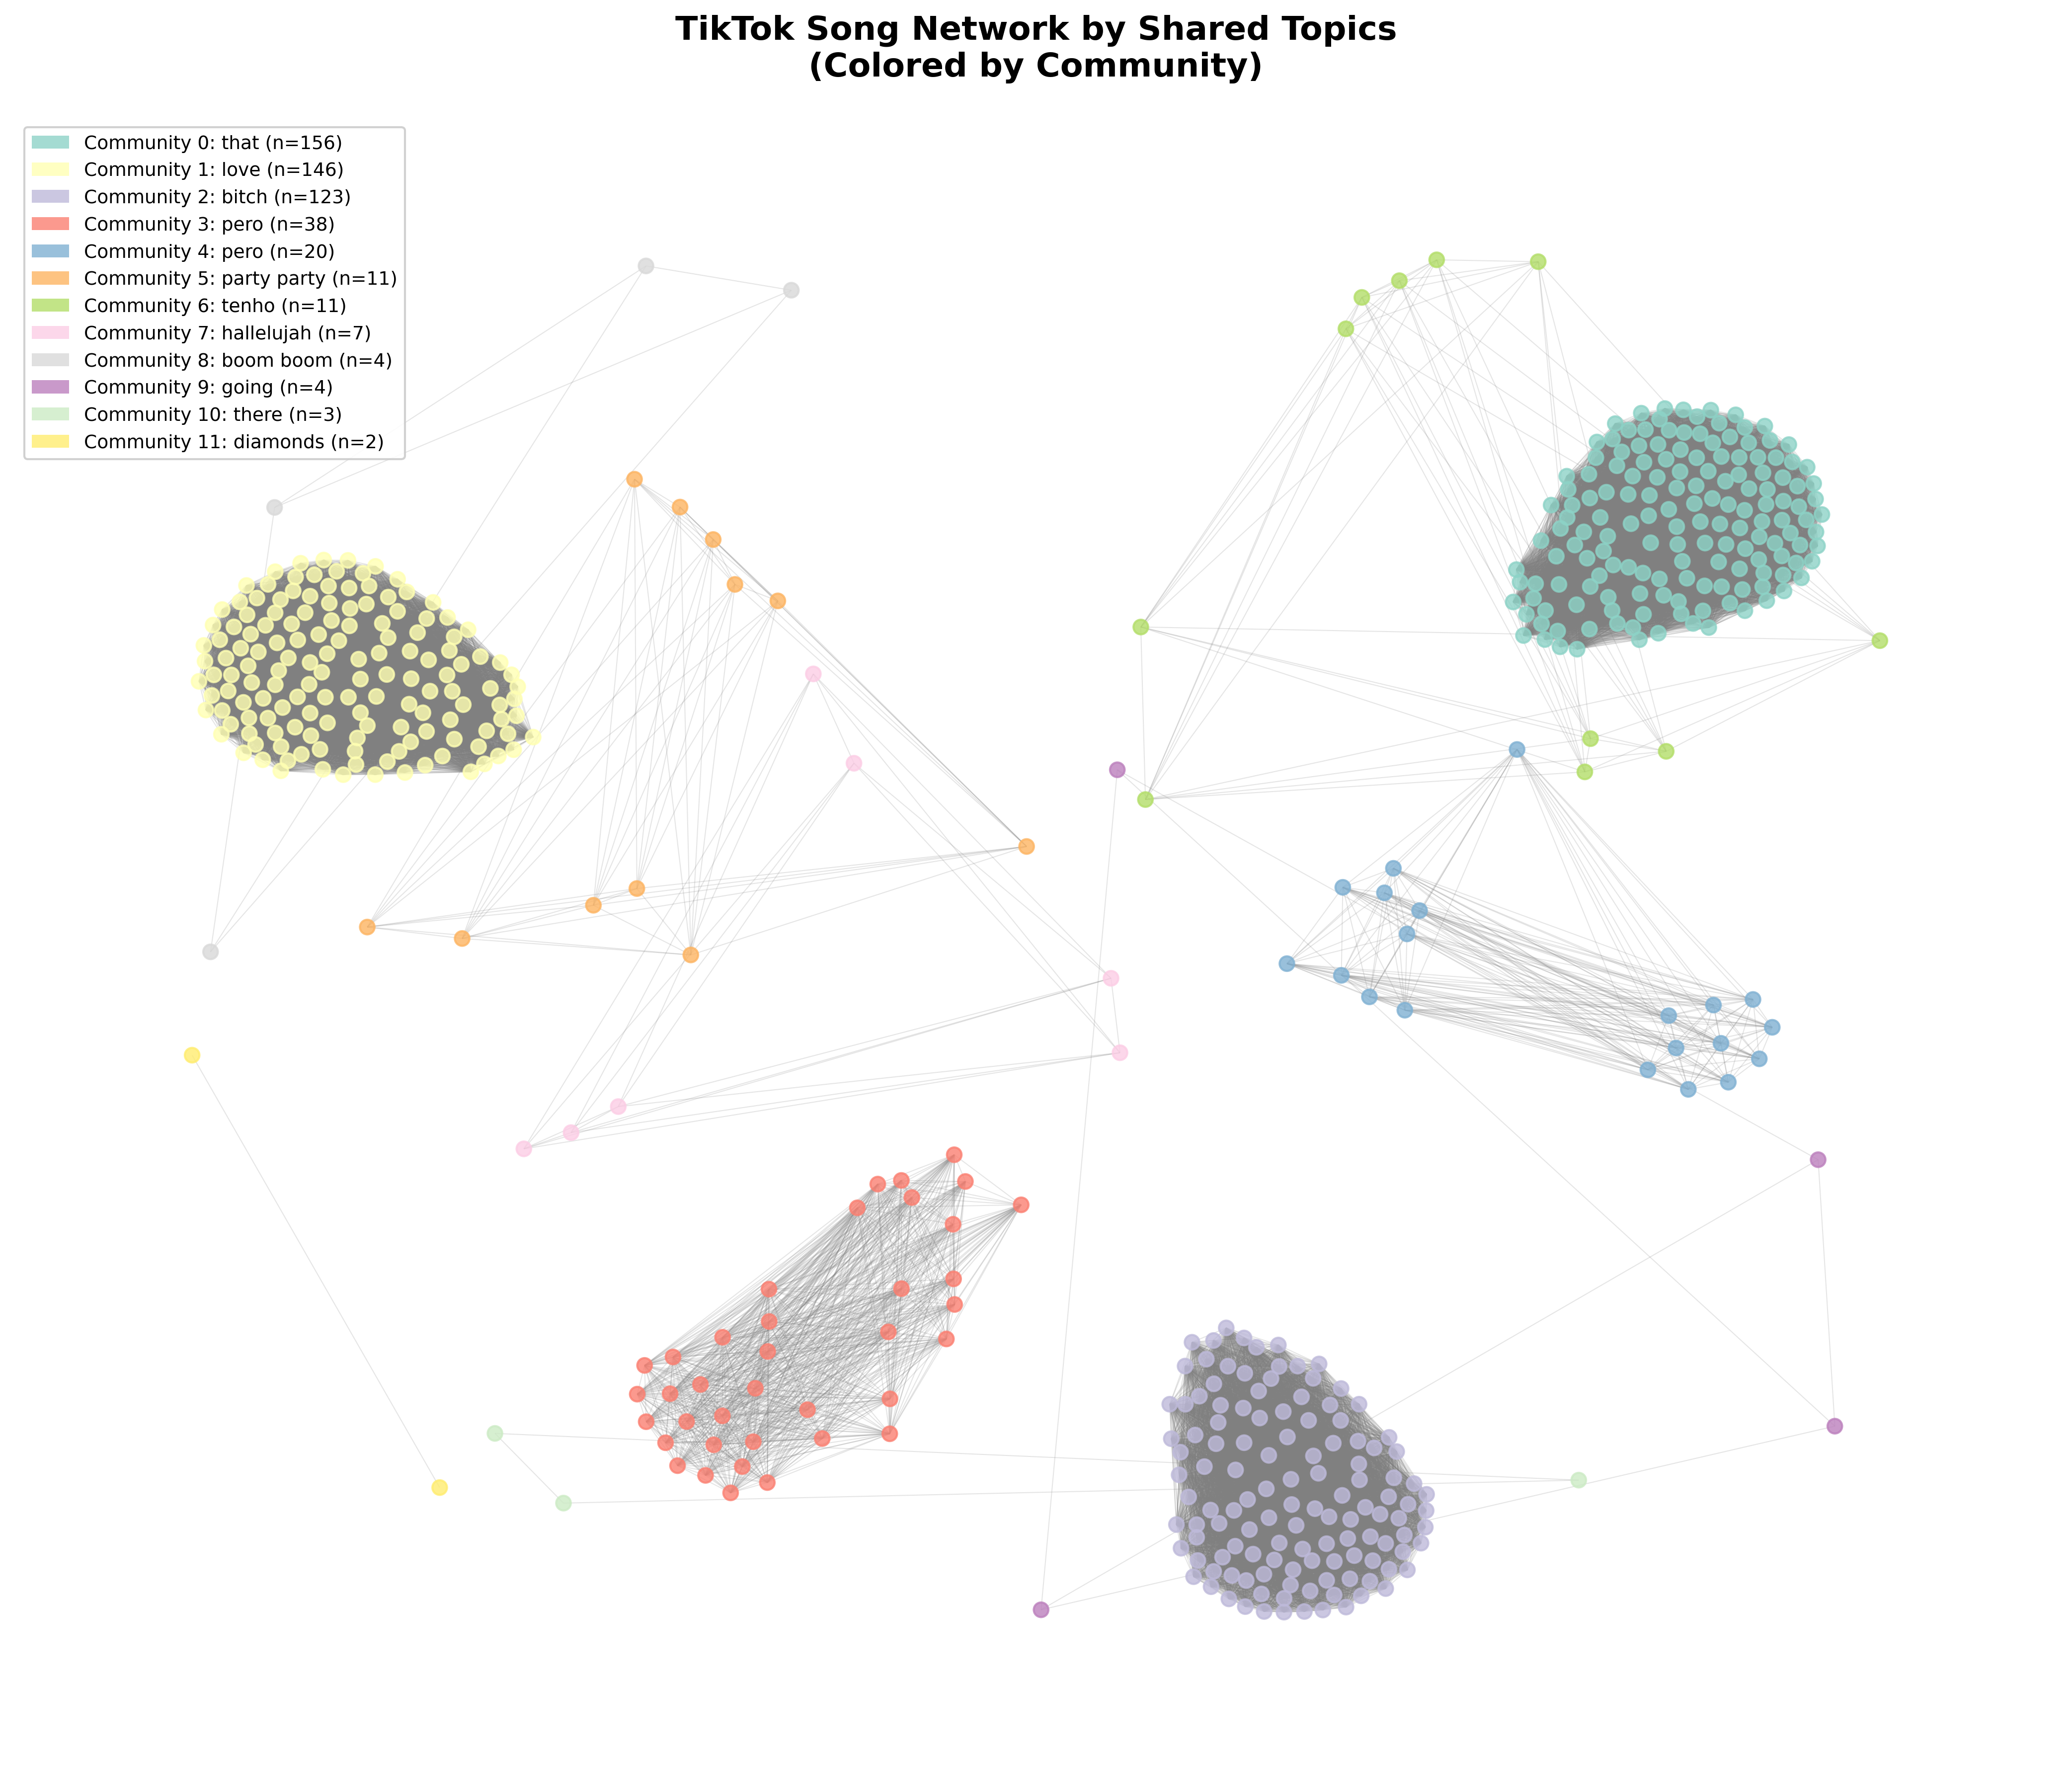 TikTok Song Network by Shared Topics
(Colored by Community)
Community 0: that (n=156)
Community 1: love (n=146)
Community 2: bitch (n=123)
Community 3: pero (n=38)
Community 4: pero (n=20)
Community 5: party party (n=11)
Community 6: tenho (n=11)
Community 7: hallelujah (n=7)
Community 8: boom boom (n=4)
Community 9: going (n=4)
Community 10: there (n=3)
Community 11: diamonds (n=2)